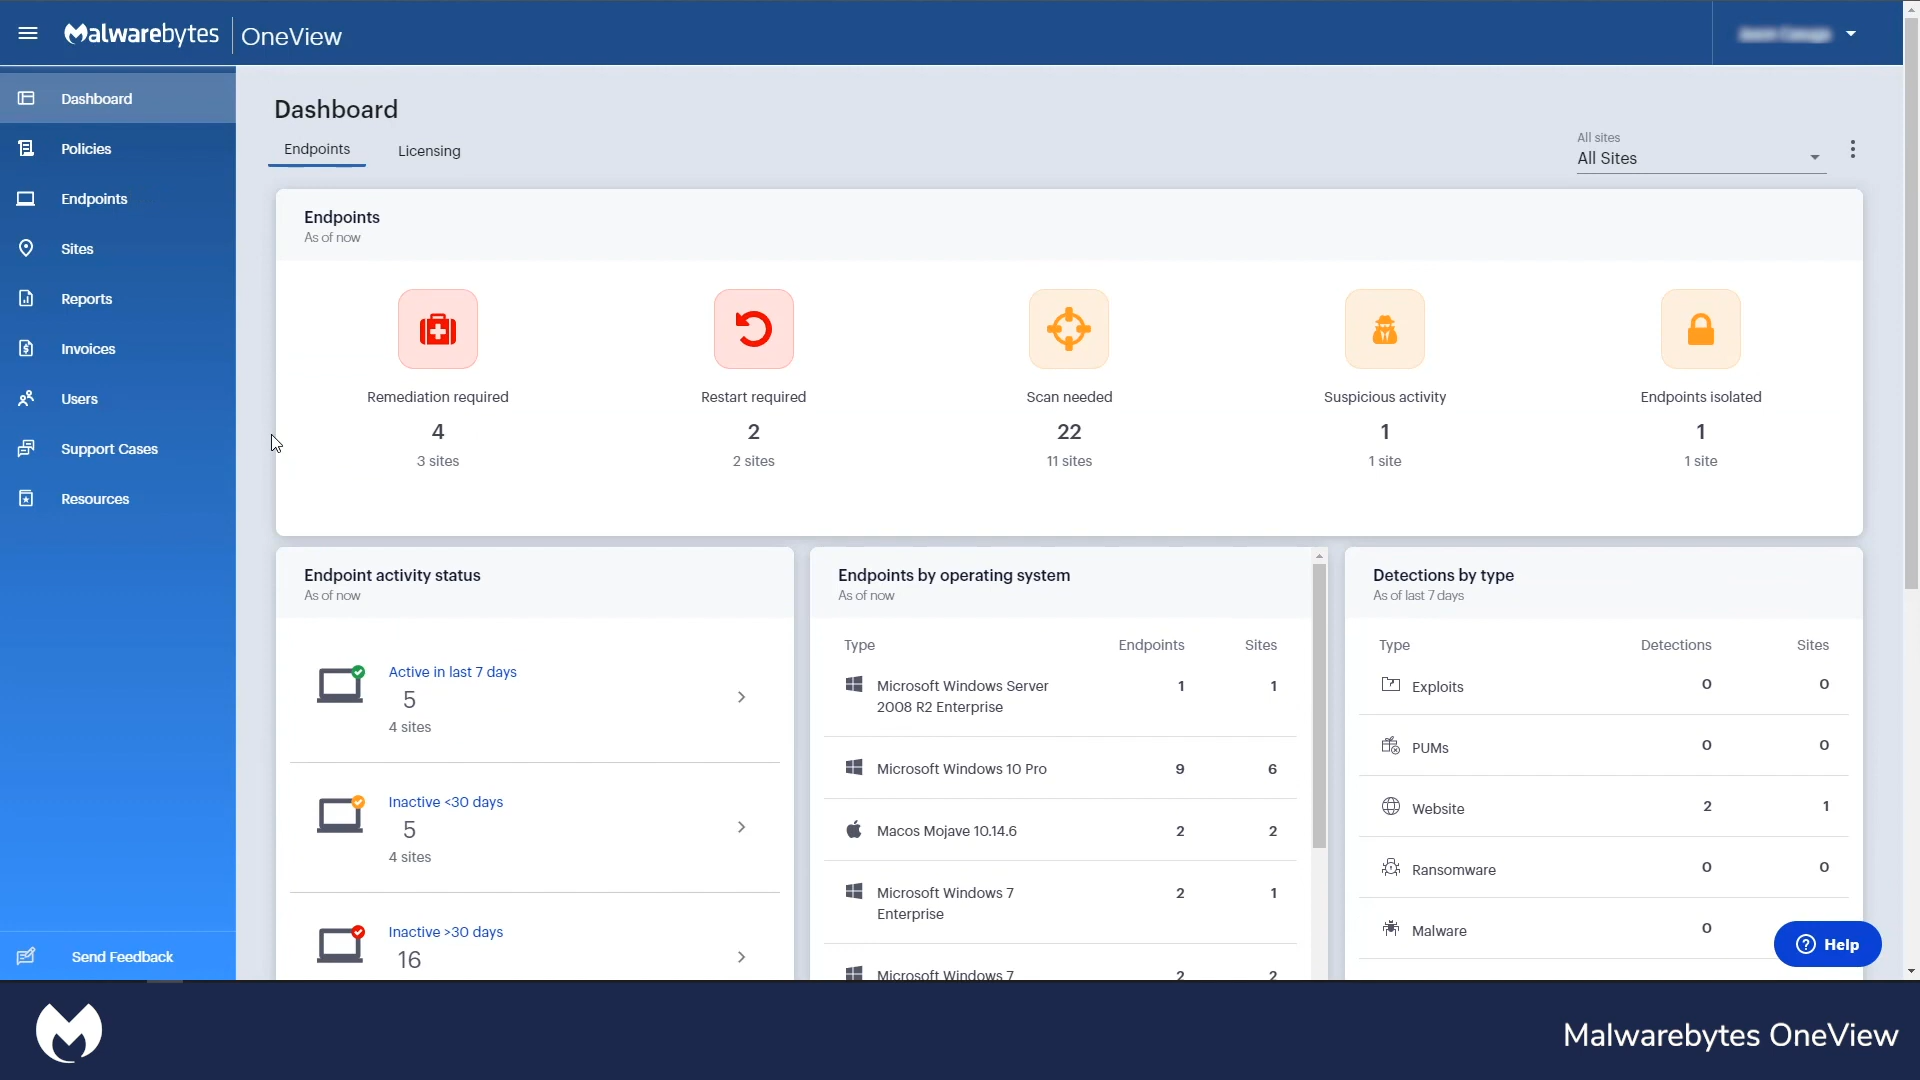 Malwarebytes OneView
Dashboard
Policies
Endpoints
Sites
Reports
Invoices
Users
Support Cases
Resources
Send Feedback
Dashboard
Endpoints Licensing
All sites
All Sites
Endpoints
As of now
Remediation required
4
3 sites
Restart required
2
2 sites
Scan needed
22
11 sites
Suspicious activity
1
1 site
Endpoints isolated
1
1 site
Endpoint activity status
As of now
Active in last 7 days
5
4 sites
Inactive <30 days
5
4 sites
Inactive >30 days
16
Endpoints by operating system
As of now
Type Endpoints Sites
Microsoft Windows Server 1 1
2008 R2 Enterprise
Microsoft Windows 10 Pro 9 6
Macos Mojave 10.14.6 2 2
Microsoft Windows 7 2 1
Enterprise
Microsoft Windows 7 2 2
Detections by type
As of last 7 days
Type Detections Sites
Exploits 0 0
PUMs 0 0
Website 2 1
Ransomware 0 0
Malware 0
Help
Malwarebytes OneView